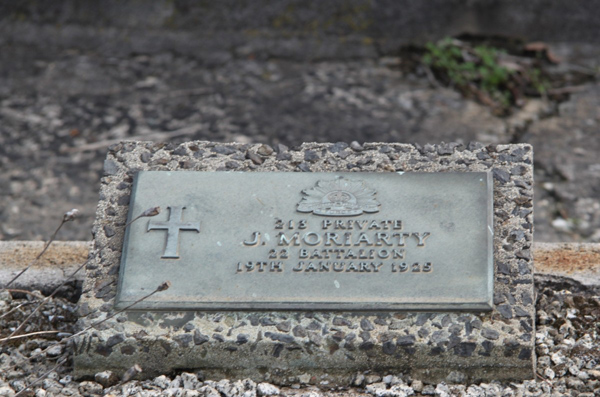 213 PRIVATE
J. MORIARTY
22 BATTALION
19TH JANUARY 1925